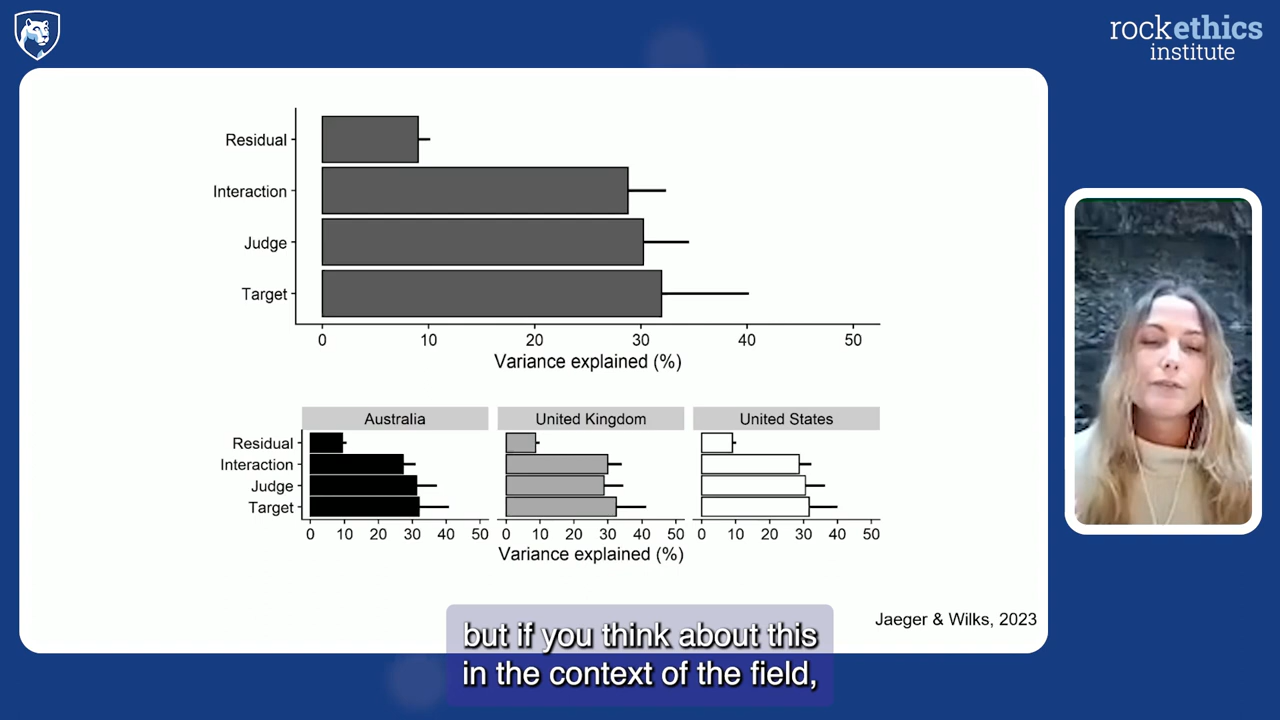 rockethics
institute
Residual
Interaction
Judge
Target
0 10 20 30 40 50
Variance explained (%)
Australia United Kingdom United States
Residual
Interaction
Judge
Target
0 10 20 30 40 50 0 10 20 30 40 50 0 10 20 30 40 50
Variance explained (%)
Jaeger & Wilks, 2023
but if you think about this
in the context of the field,